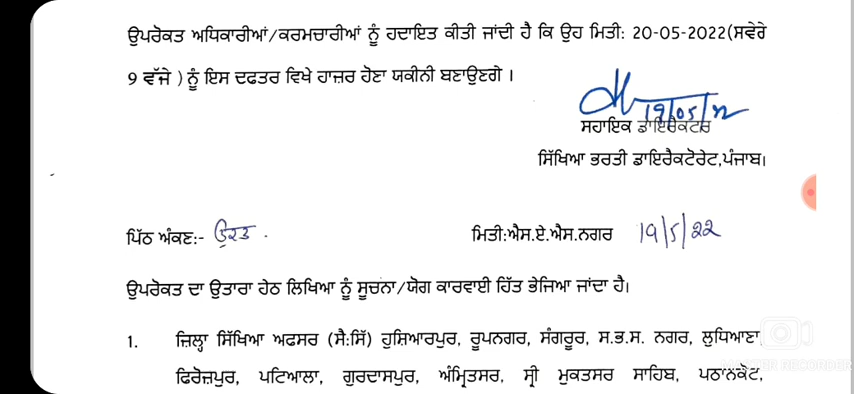 ਉਪਰੋਕਤ ਅਧਿਕਾਰੀਆਂ/ਕਰਮਚਾਰੀਆਂ ਨੂੰ ਹਦਾਇਤ ਕੀਤੀ ਜਾਂਦੀ ਹੈ ਕਿ ਉਹ ਮਿਤੀ: 20-05-2022(ਸਵੇਰੇ
9 ਵੱਜੇ ) ਨੂੰ ਇਸ ਦਫਤਰ ਵਿਖੇ ਹਾਜ਼ਰ ਹੋਣਾ ਯਕੀਨੀ ਬਣਾਉਣਗੇ ।
19/05/22
ਸਹਾਇਕ ਡਾਇਰੈਕਟਰ
ਸਿੱਖਿਆ ਭਰਤੀ ਡਾਇਰੈਕਟੋਰੇਟ,ਪੰਜਾਬ।
ਪਿੱਠ ਅੰਕਣ:- ਉਕਤ . ਮਿਤੀ:ਐਸ.ਏ.ਐਸ.ਨਗਰ 19/5/22
ਉਪਰੋਕਤ ਦਾ ਉਤਾਰਾ ਹੇਠ ਲਿਖਿਆ ਨੂੰ ਸੂਚਨਾ/ਯੋਗ ਕਾਰਵਾਈ ਹਿੱਤ ਭੇਜਿਆ ਜਾਂਦਾ ਹੈ।
1. ਜ਼ਿਲ੍ਹਾ ਸਿੱਖਿਆ ਅਫਸਰ (ਸੈ:ਸਿੱ) ਹੁਸ਼ਿਆਰਪੁਰ, ਰੂਪਨਗਰ, ਸੰਗਰੂਰ, ਸ.ਭ.ਸ. ਨਗਰ, ਲੁਧਿਆਣਾ,
ਫਿਰੋਜ਼ਪੁਰ, ਪਟਿਆਲਾ, ਗੁਰਦਾਸਪੁਰ, ਅੰਮ੍ਰਿਤਸਰ, ਸ੍ਰੀ ਮੁਕਤਸਰ ਸਾਹਿਬ, ਪਠਾਨਕੋਟ,